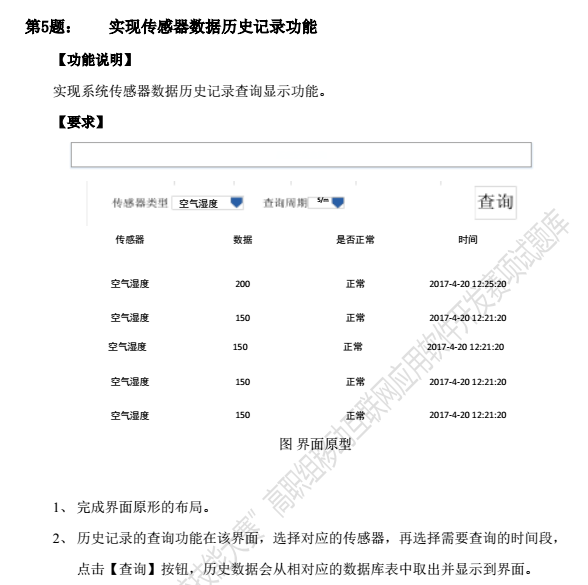 第5题： 实现传感器数据历史记录功能
【功能说明】
实现系统传感器数据历史记录查询显示功能。
【要求】
传感器类型 空气湿度 查询周期 5/m 查询
传感器 数据 是否正常 时间
空气湿度 200 正常 2017-4-20 12:25:20
空气湿度 150 正常 2017-4-20 12:21:20
空气湿度 150 正常 2017-4-20 12:21:20
空气湿度 150 正常 2017-4-20 12:21:20
空气湿度 150 正常 2017-4-20 12:21:20
图 界面原型
1、 完成界面原形的布局。
2、 历史记录的查询功能在该界面，选择对应的传感器，再选择需要查询的时间段，
点击【查询】按钮，历史数据会从相对应的数据库表中取出并显示到界面。
技能大赛”高职组移动互联网应用软件开发赛项试题库